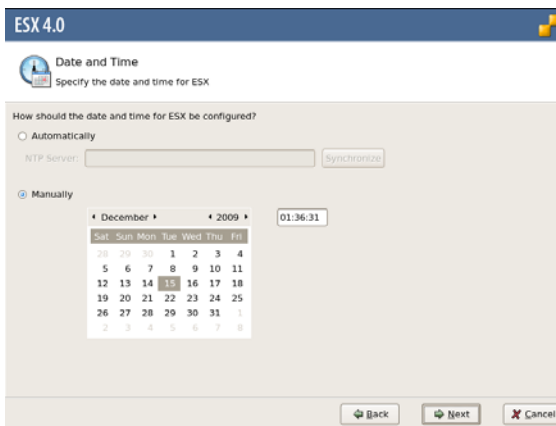 ESX 4.0
Date and Time
Specify the date and time for ESX
How should the date and time for ESX be configured?
Automatically
NTP Server: Synchronize
Manually
December 2009 01:36:31
Sat Sun Mon Tue Wed Thu Fri
28 29 30 1 2 3 4
5 6 7 8 9 10 11
12 13 14 15 16 17 18
19 20 21 22 23 24 25
26 27 28 29 30 31 1
2 3 4 5 6 7 8
Back Next Cancel